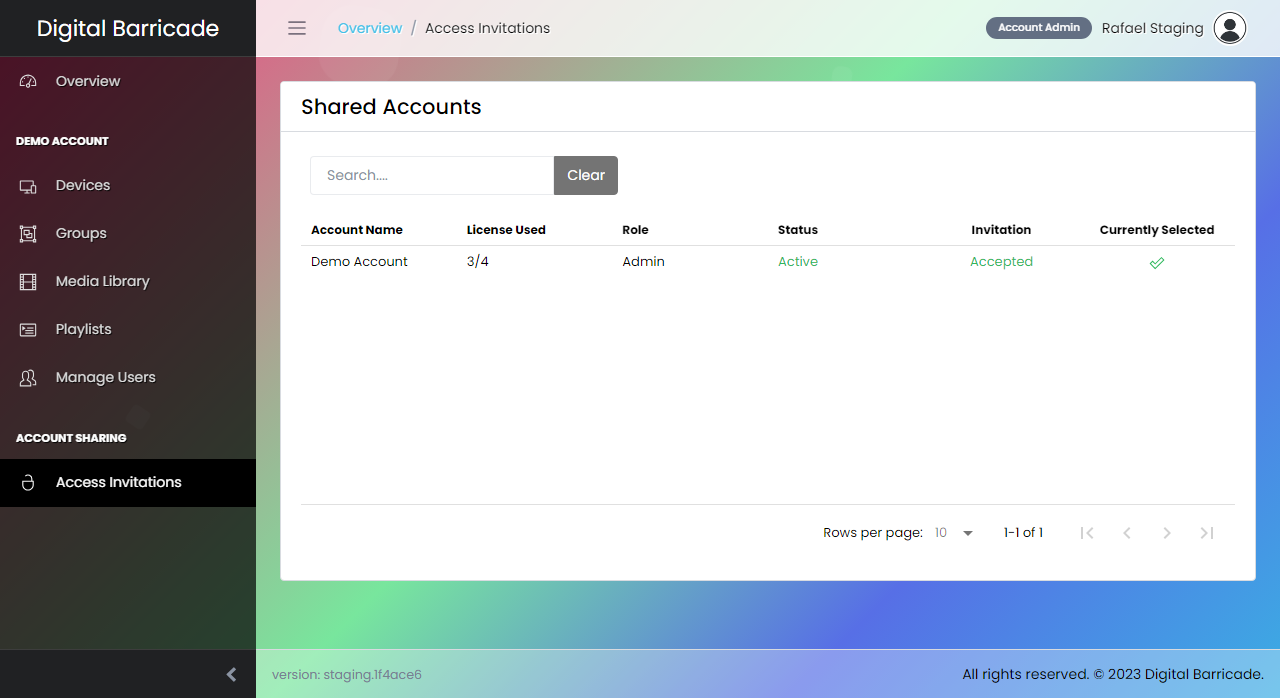 Digital Barricade
Overview / Access Invitations
Account Admin
Rafael Staging
Overview
DEMO ACCOUNT
Devices
Groups
Media Library
Playlists
Manage Users
ACCOUNT SHARING
Access Invitations
Shared Accounts
Search....
Clear
Account Name License Used Role Status Invitation Currently Selected
Demo Account 3/4 Admin Active Accepted
Rows per page: 10 1-1 of 1
version: staging.1f4ace6
All rights reserved. © 2023 Digital Barricade.